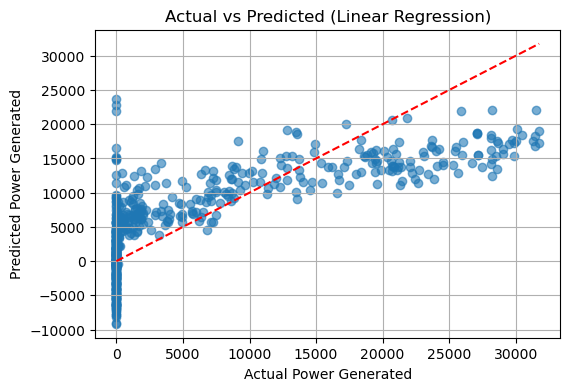 Actual vs Predicted (Linear Regression)
Predicted Power Generated
30000
25000
20000
15000
10000
5000
0
−5000
−10000
0 5000 10000 15000 20000 25000 30000
Actual Power Generated